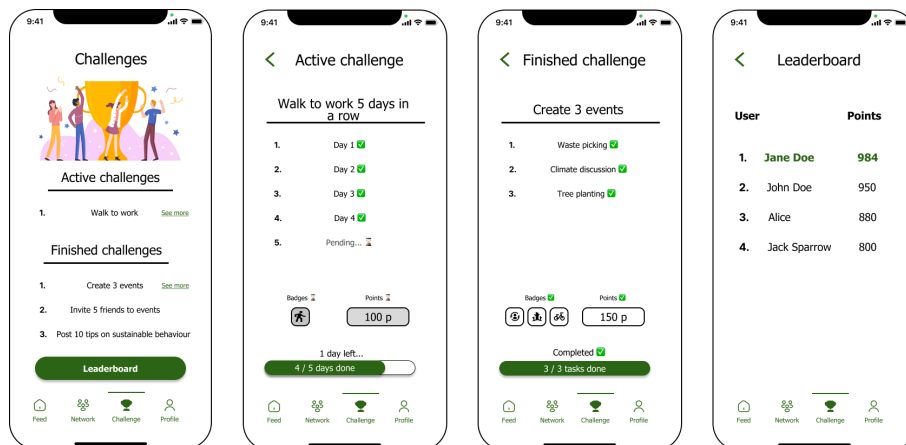 9:41
Challenges
Active challenges
1. Walk to work See more
Finished challenges
1. Create 3 events See more
2. Invite 5 friends to events
3. Post 10 tips on sustainable behaviour
Leaderboard
Feed Network Challenge Profile
9:41
Active challenge
Walk to work 5 days in
a row
1. Day 1 ✅
2. Day 2 ✅
3. Day 3 ✅
4. Day 4 ✅
5. Pending... ⏳
Badges ⏳ Points ⏳
100 p
1 day left...
4 / 5 days done
Feed Network Challenge Profile
9:41
Finished challenge
Create 3 events
1. Waste picking ✅
2. Climate discussion ✅
3. Tree planting ✅
Badges ✅ Points ✅
150 p
Completed ✅
3 / 3 tasks done
Feed Network Challenge Profile
9:41
Leaderboard
User Points
1. Jane Doe 984
2. John Doe 950
3. Alice 880
4. Jack Sparrow 800
Feed Network Challenge Profile